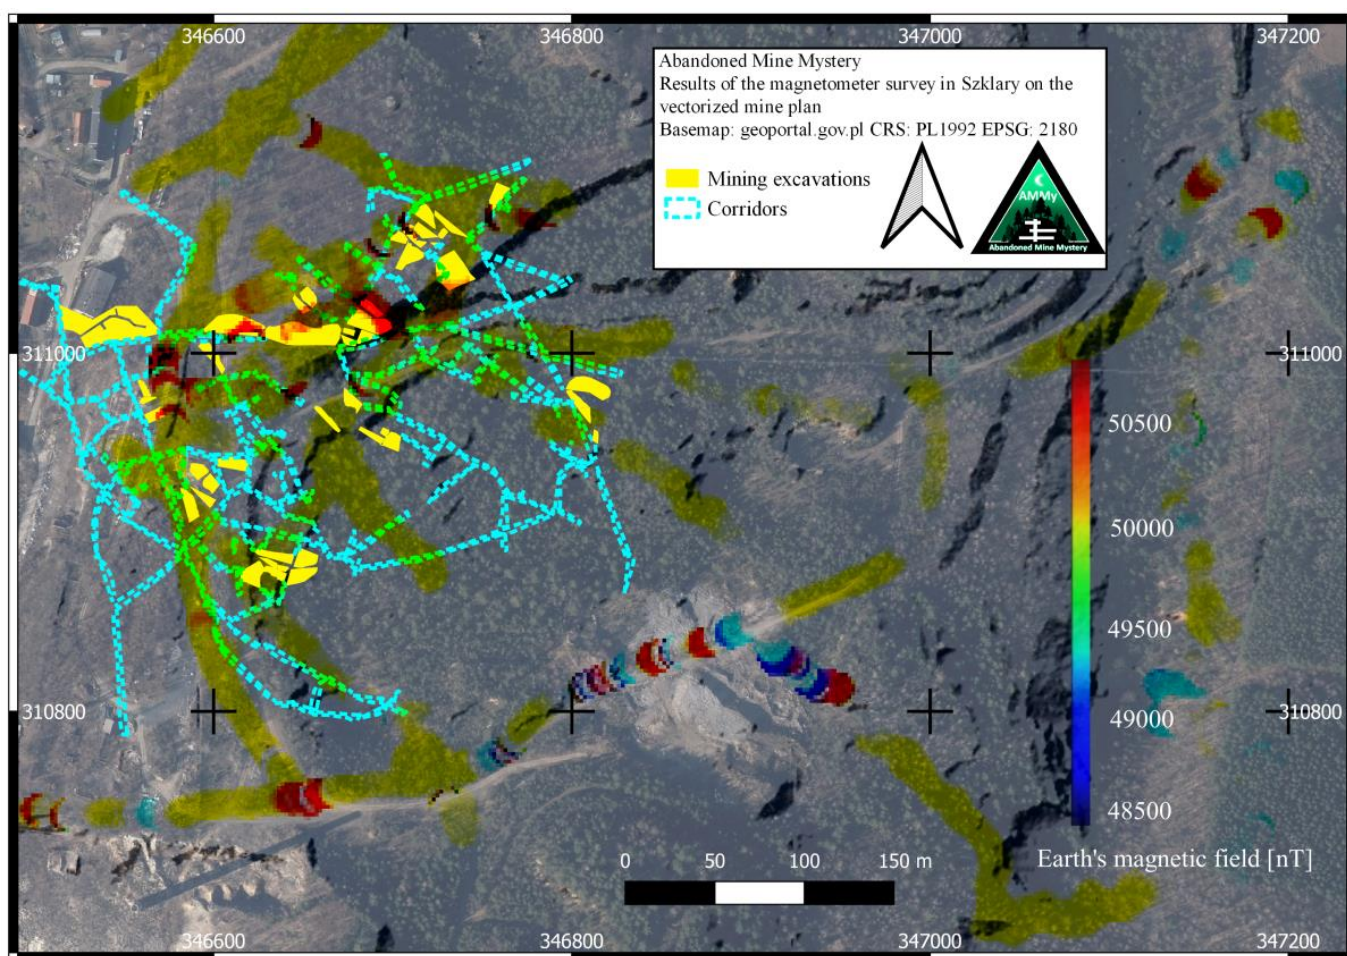 346600 346800 347000 347200
Abandoned Mine Mystery
Results of the magnetometer survey in Szklary on the
vectorized mine plan
Basemap: geoportal.gov.pl CRS: PL1992 EPSG: 2180
Mining excavations
Corridors
AMMy
Abandoned Mine Mystery
311000 311000
50500
50000
49500
49000
310800 310800
48500
0 50 100 150 m
Earth's magnetic field [nT]
346600 346800 347000 347200